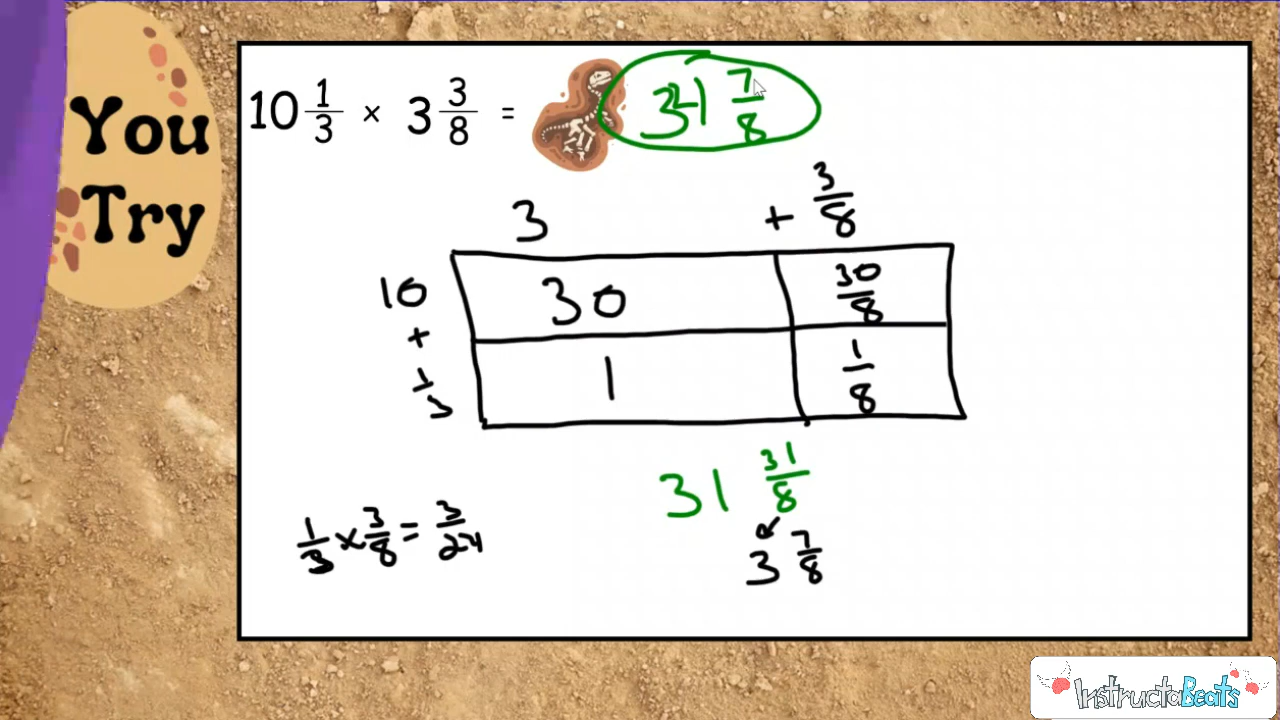 You
Try
10 1/3 × 3 3/8 =
34 7/8
3 + 3/8
10 30 30/8
+
1/3 1 1/8
31 31/8
3 7/8
1/3 × 3/8 = 3/24
InstructaBeats